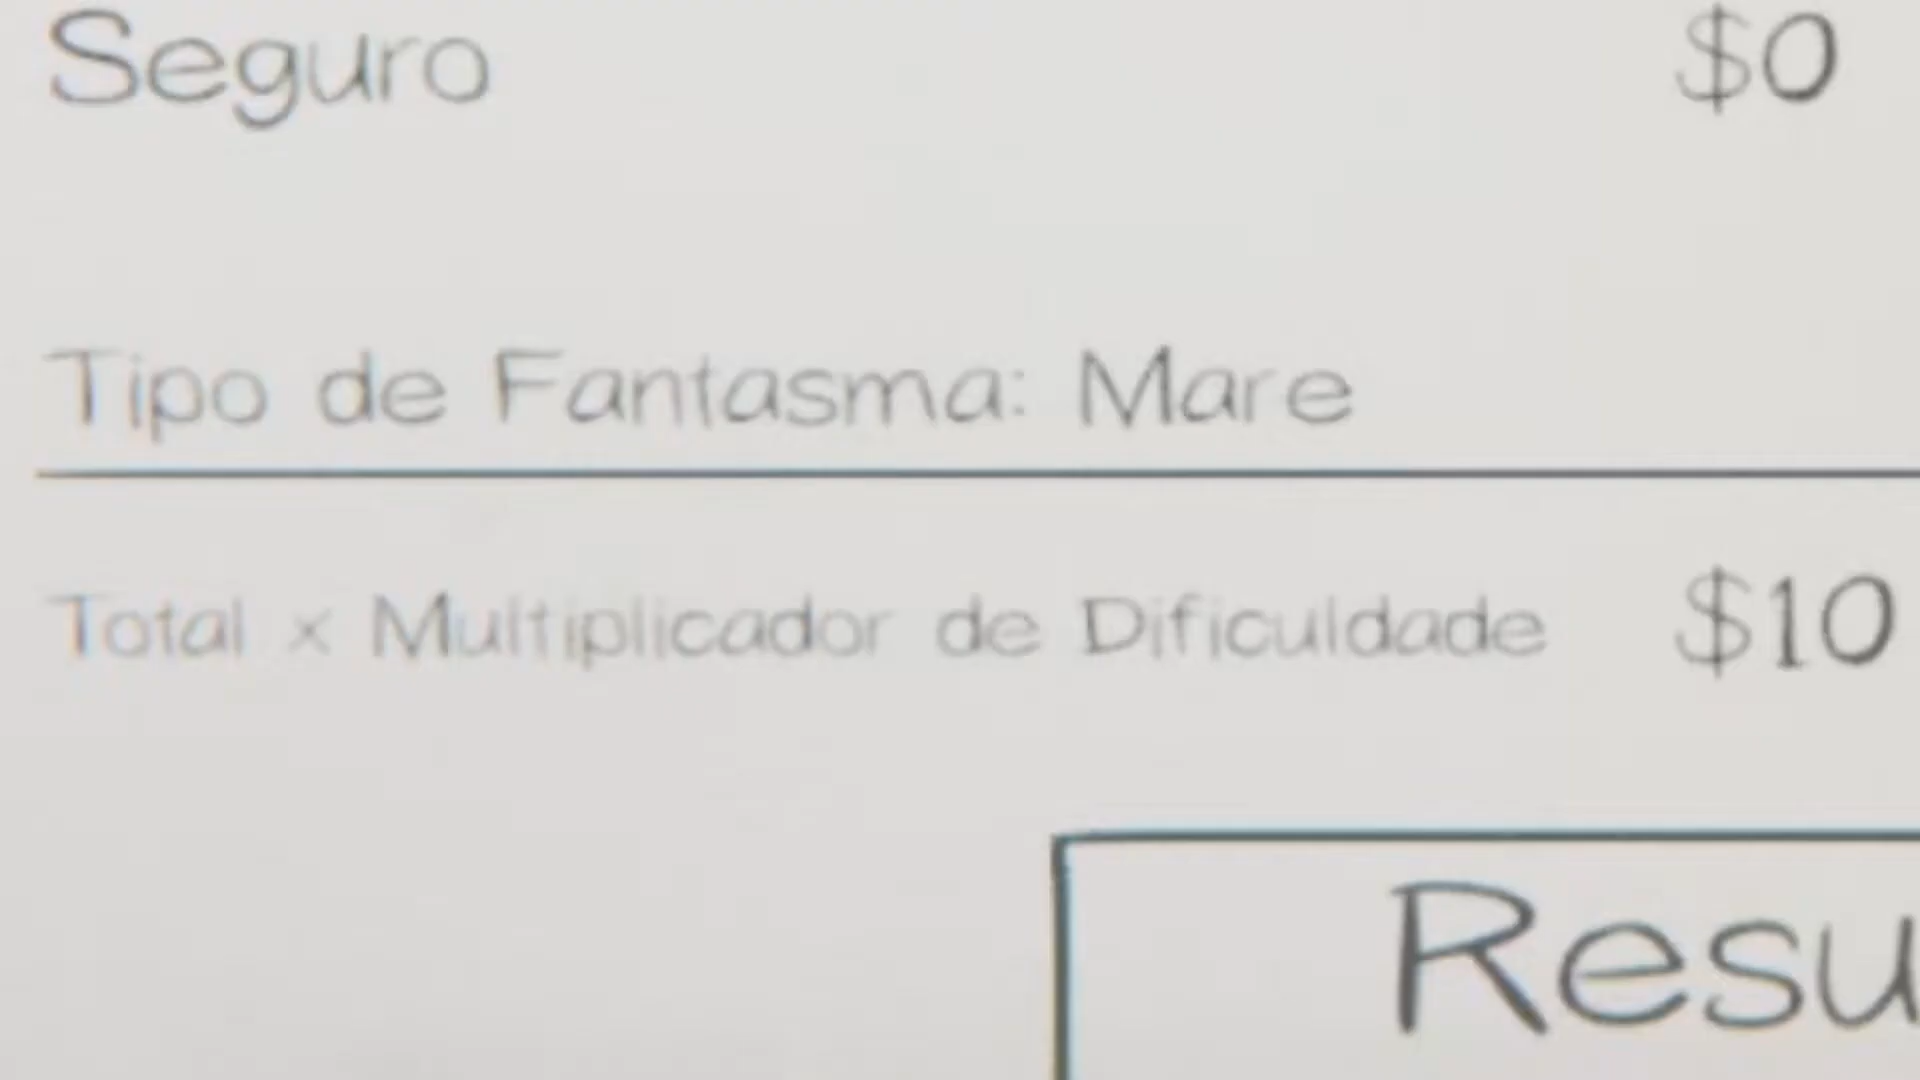 Seguro $0
Tipo de Fantasma: Mare
Total x Multiplicador de Dificuldade $10
Resu